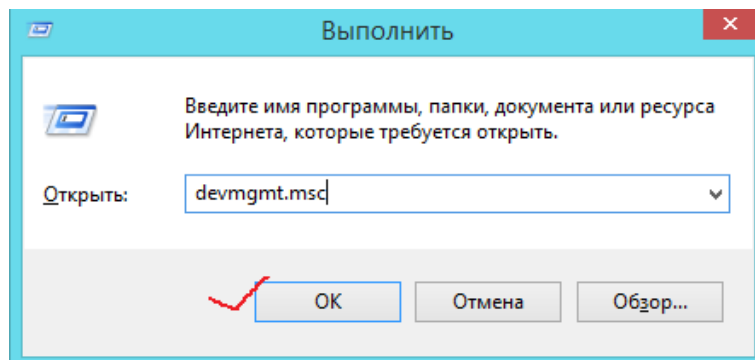 Выполнить
Введите имя программы, папки, документа или ресурса
Интернета, которые требуется открыть.
Открыть:
devmgmt.msc
OK
Отмена
Обзор...